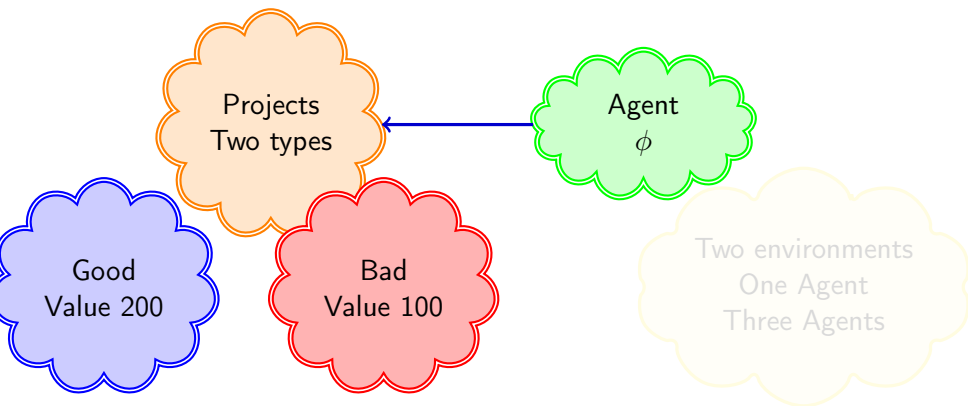 Projects
Two types
Agent
ϕ
Good
Value 200
Bad
Value 100
Two environments
One Agent
Three Agents